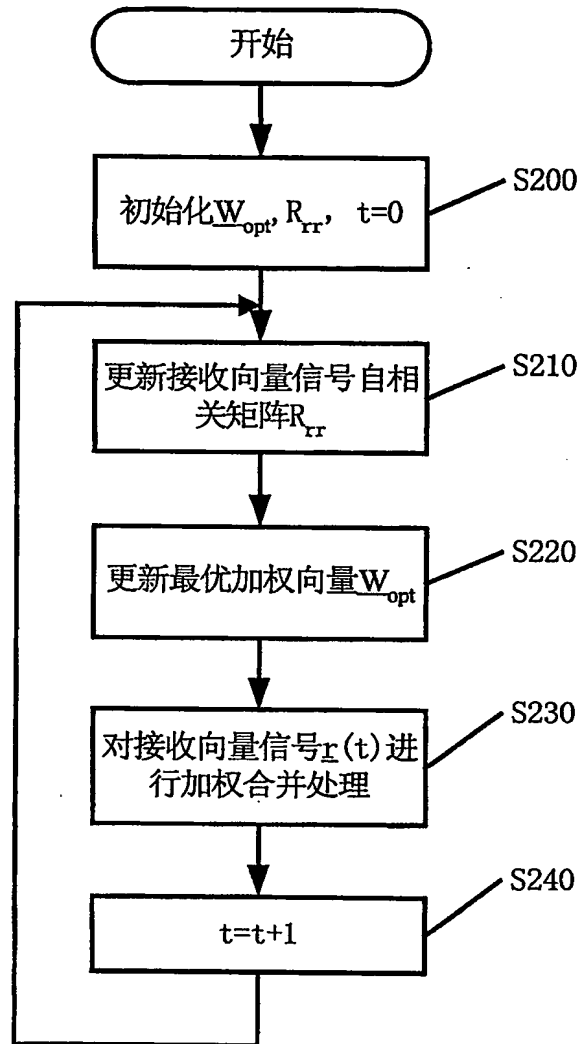 开始
S200
初始化W_opt, R_rr, t=0
S210
更新接收向量信号自相
关矩阵R_rr
S220
更新最优加权向量W_opt
S230
对接收向量信号r(t)进
行加权合并处理
S240
t=t+1